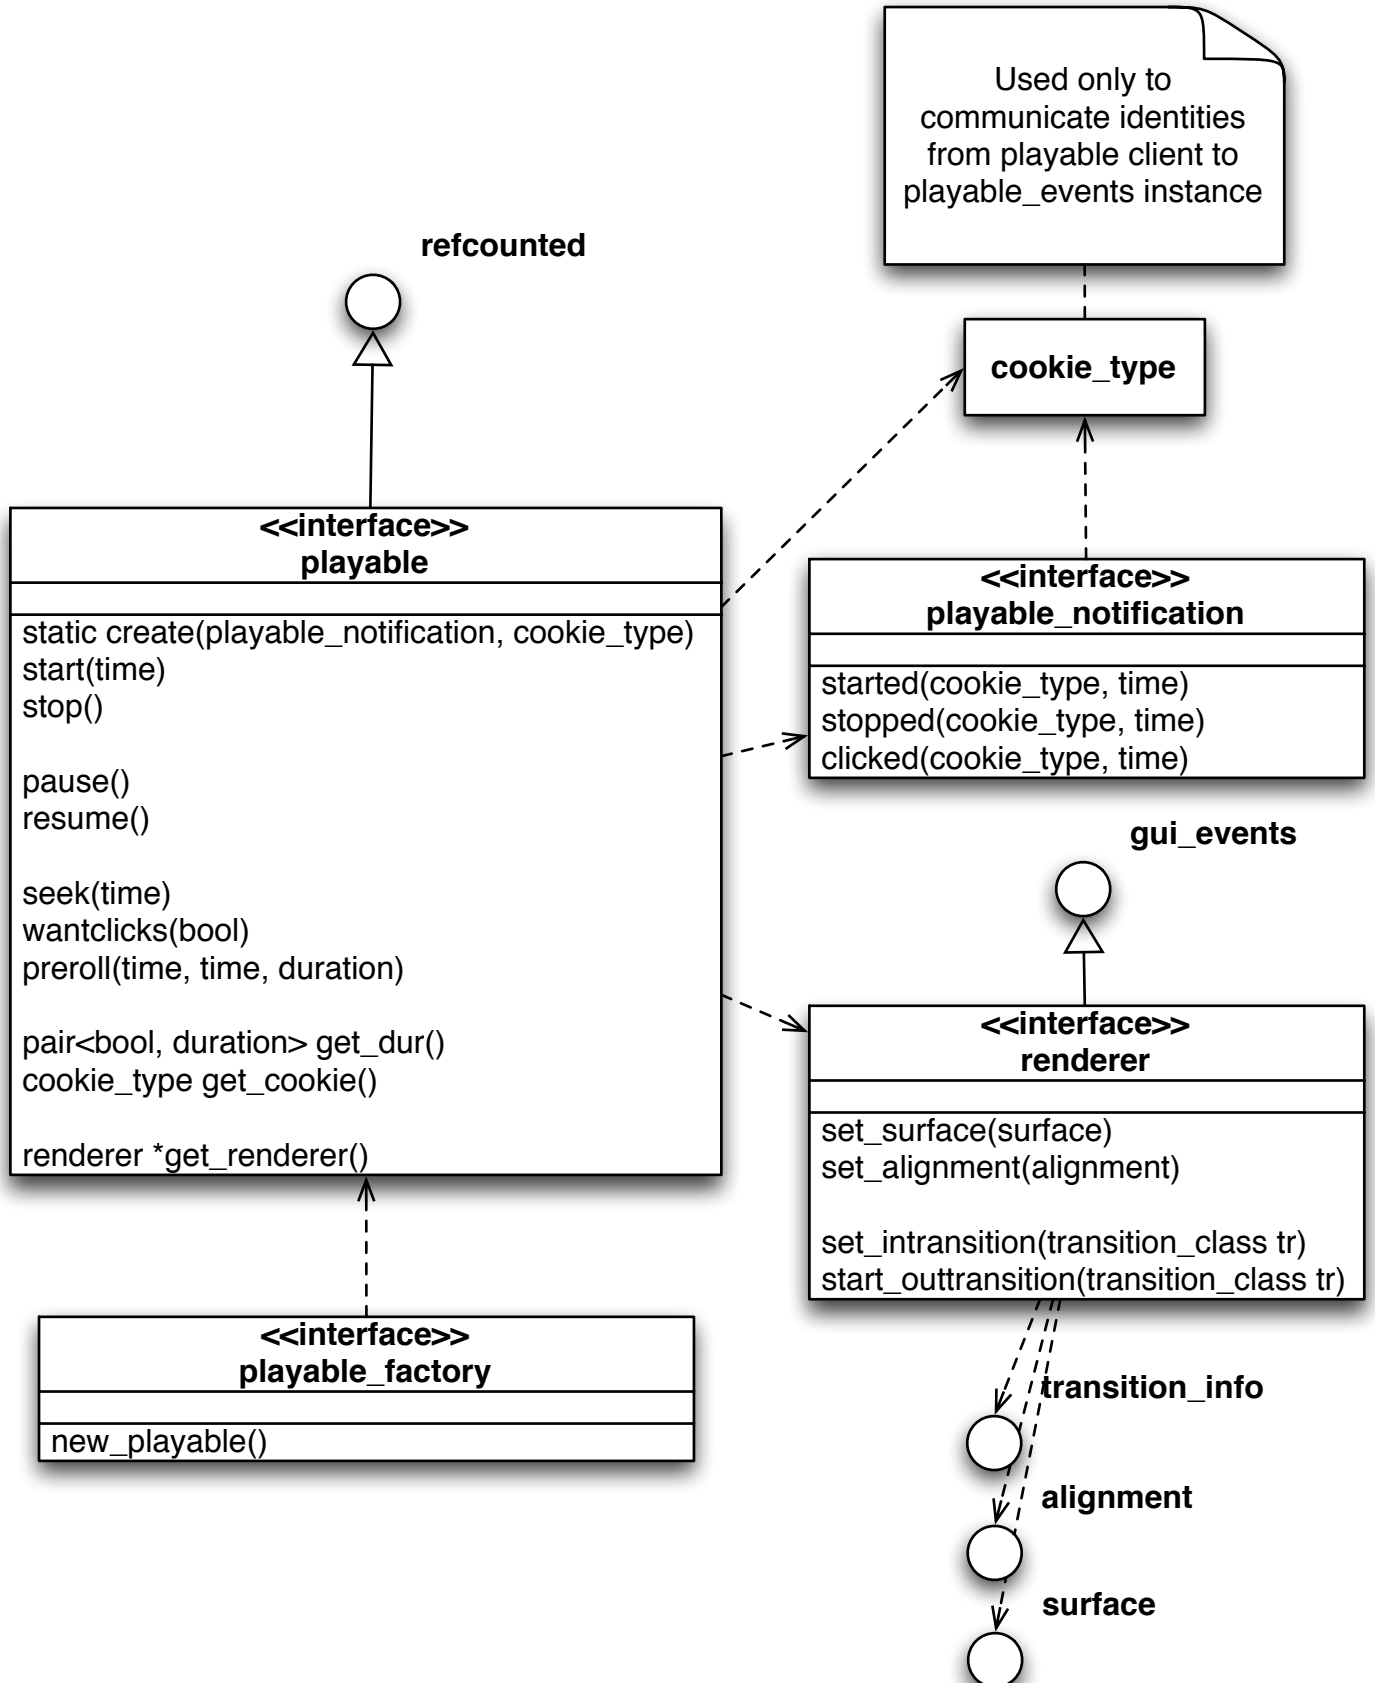 Used only to
communicate identities
from playable client to
playable_events instance
refcounted
cookie_type
<<interface>>
playable
static create(playable_notification, cookie_type)
start(time)
stop()
pause()
resume()
seek(time)
wantclicks(bool)
preroll(time, time, duration)
pair<bool, duration> get_dur()
cookie_type get_cookie()
renderer *get_renderer()
<<interface>>
playable_notification
started(cookie_type, time)
stopped(cookie_type, time)
clicked(cookie_type, time)
gui_events
<<interface>>
renderer
set_surface(surface)
set_alignment(alignment)
set_intransition(transition_class tr)
start_outtransition(transition_class tr)
<<interface>>
playable_factory
new_playable()
transition_info
alignment
surface